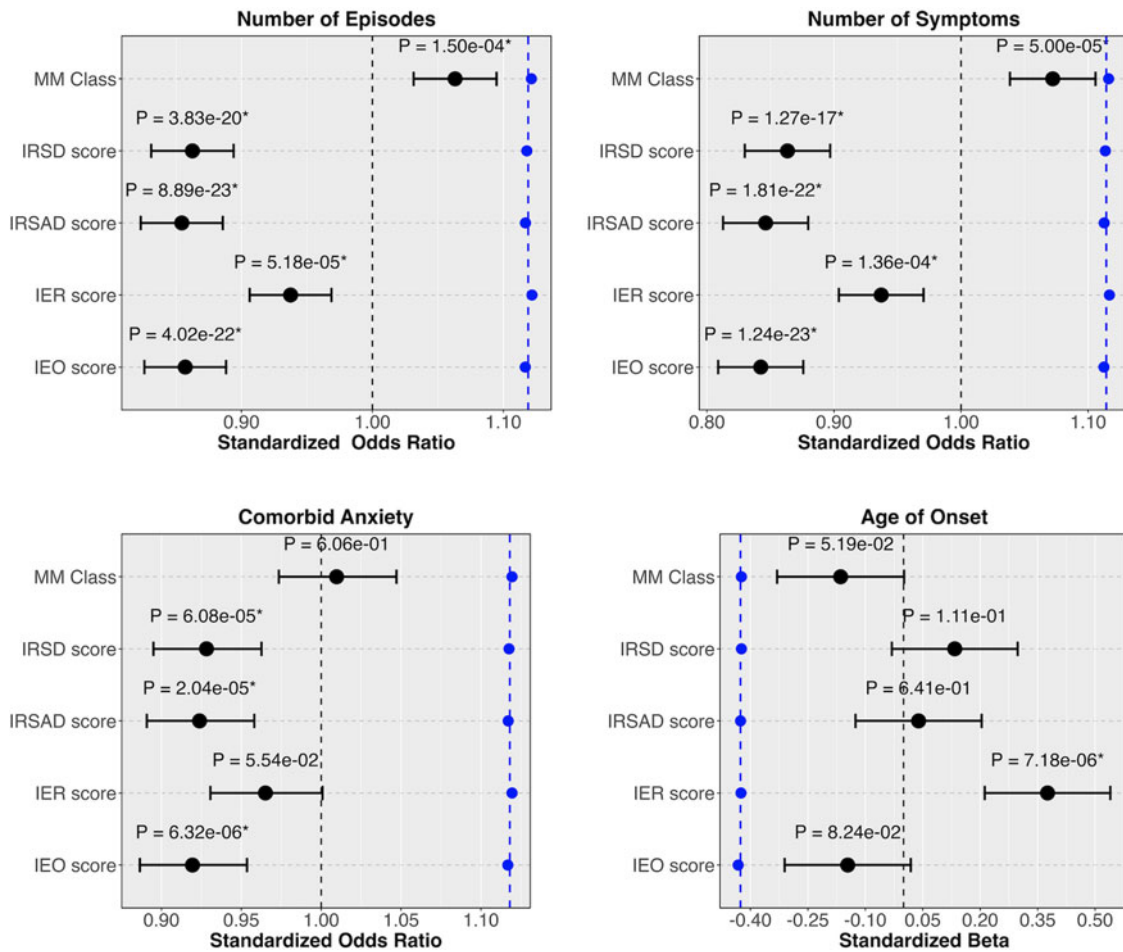 Number of Episodes
P = 1.50e-04*
MM Class
P = 3.83e-20*
IRSD score
P = 8.89e-23*
IRSAD score
P = 5.18e-05*
IER score
P = 4.02e-22*
IEO score
0.90 1.00 1.10
Standardized Odds Ratio
Number of Symptoms
P = 5.00e-05*
MM Class
P = 1.27e-17*
IRSD score
P = 1.81e-22*
IRSAD score
P = 1.36e-04*
IER score
P = 1.24e-23*
IEO score
0.80 0.90 1.00 1.10
Standardized Odds Ratio
Comorbid Anxiety
P = 6.06e-01
MM Class
P = 6.08e-05*
IRSD score
P = 2.04e-05*
IRSAD score
P = 5.54e-02
IER score
P = 6.32e-06*
IEO score
0.90 0.95 1.00 1.05 1.10
Standardized Odds Ratio
Age of Onset
P = 5.19e-02
MM Class
P = 1.11e-01
IRSD score
P = 6.41e-01
IRSAD score
P = 7.18e-06*
IER score
P = 8.24e-02
IEO score
-0.40 -0.25 -0.10 0.05 0.20 0.35 0.50
Standardized Beta